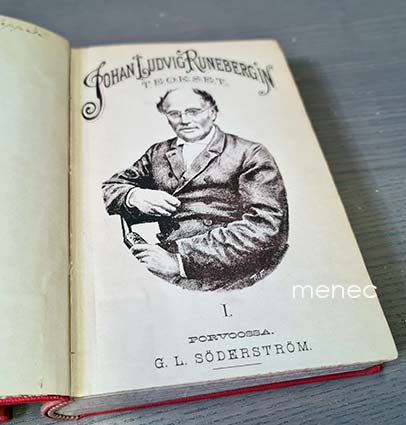 JOHAN LUDVIG RUNEBERG'IN
TEOKSET.
I.
PORVOOSSA.
G. L. SÖDERSTRÖM.
menec